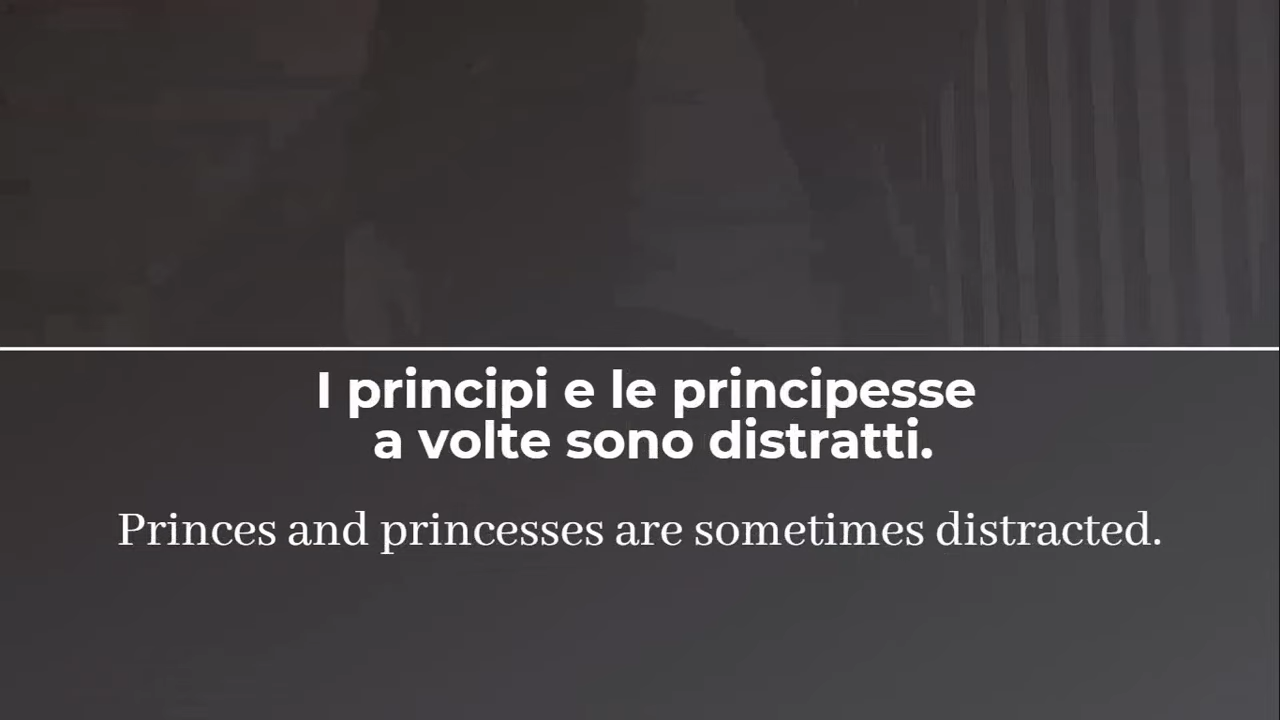 I principi e le principesse
a volte sono distratti.
Princes and princesses are sometimes distracted.